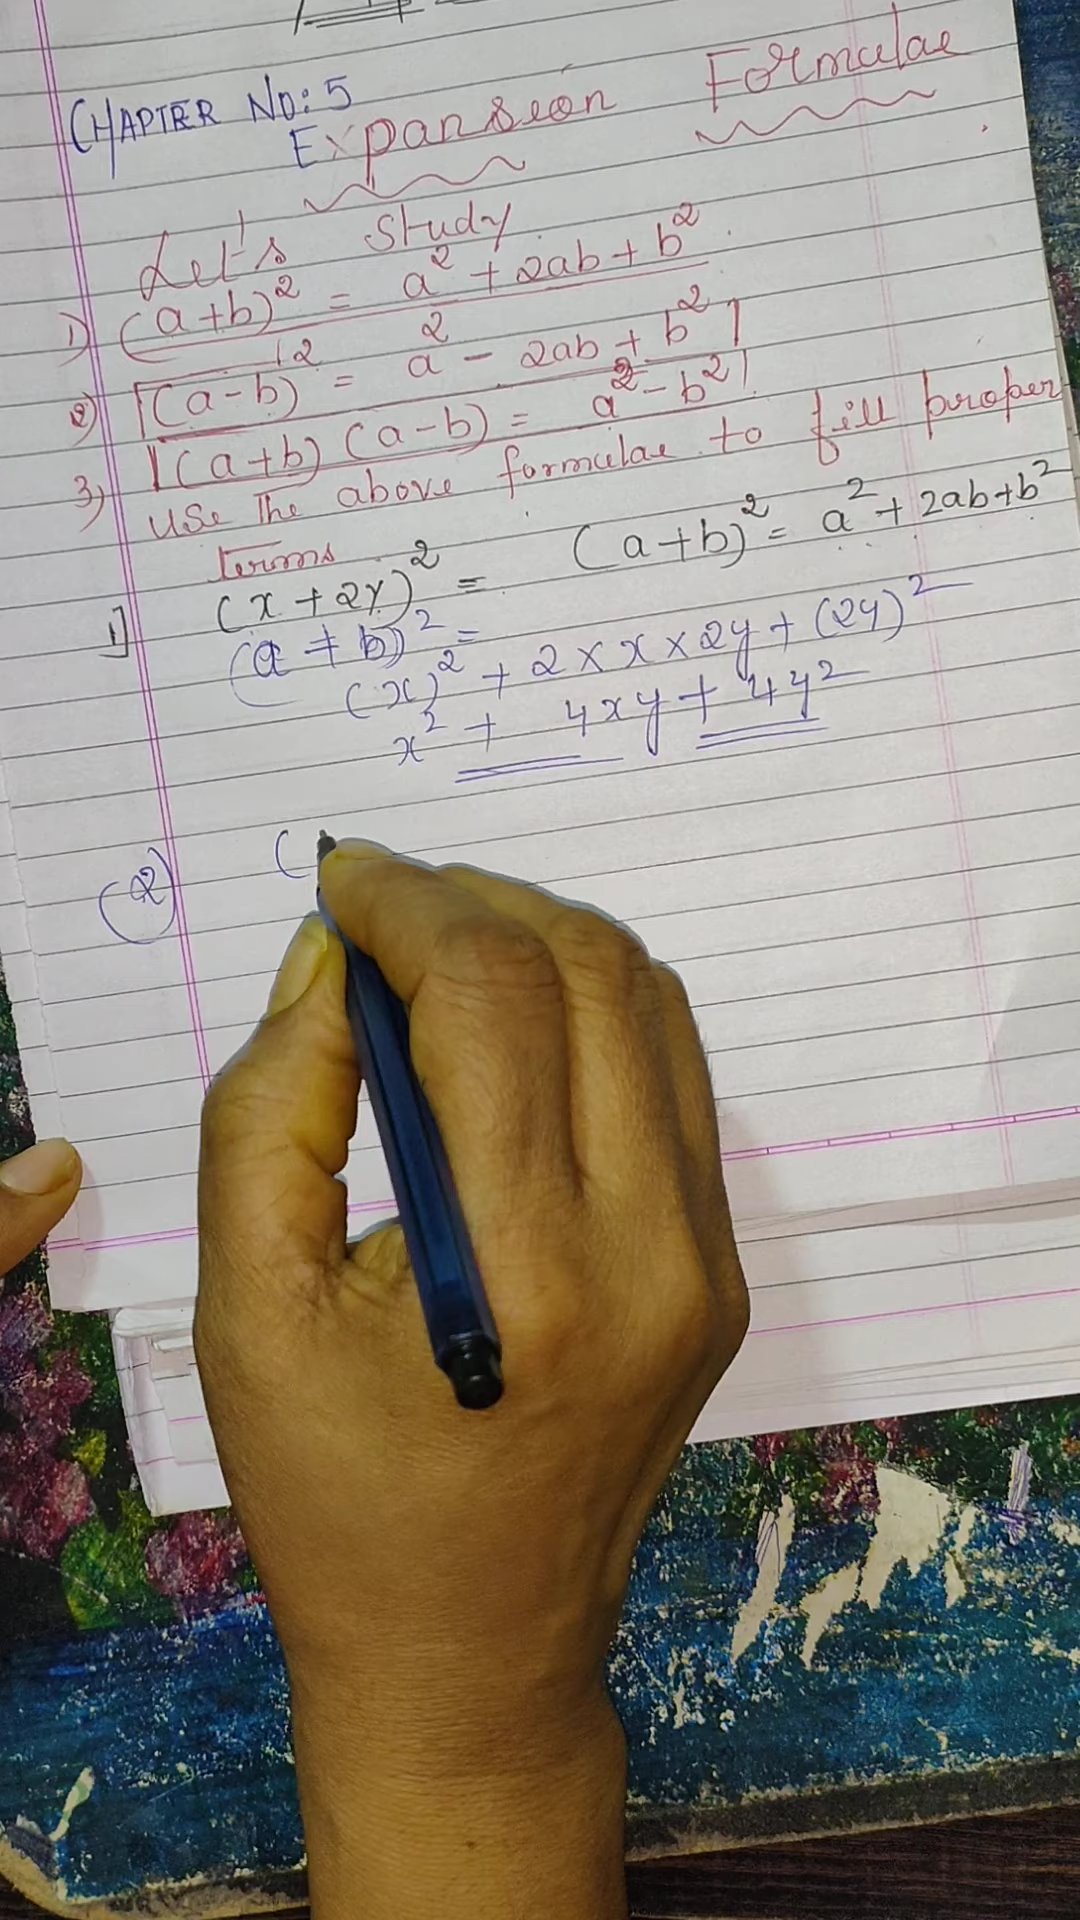 CHAPTER NO: 5
Expansion Formulae
Let's Study
1) (a+b)² = a² + 2ab + b²
2) (a-b)² = a² - 2ab + b²
3) (a+b) (a-b) = a² - b²
use The above formulae to fill proper
terms
1] (x + 2y)² = (a+b)² = a² + 2ab + b²
(a + b)² =
(x)² + 2 × x × 2y + (2y)²
x² + 4xy + 4y²
(2) (